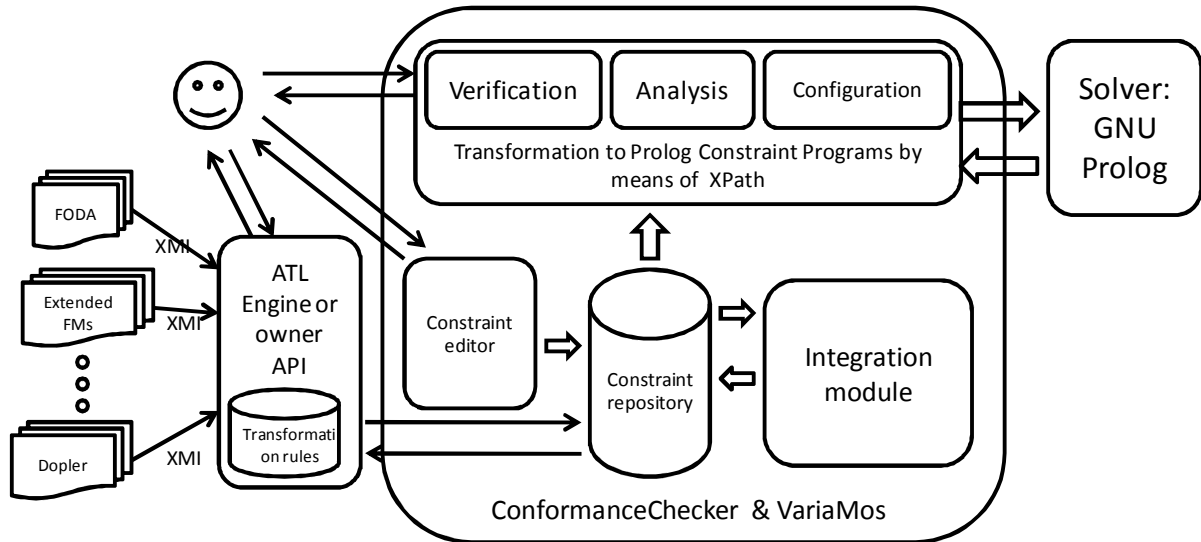 Verification
Analysis
Configuration
Transformation to Prolog Constraint Programs by
means of XPath
Solver:
GNU
Prolog
FODA
XMI
Extended
FMs
XMI
Dopler
XMI
ATL
Engine or
owner
API
Transformati
on rules
Constraint
editor
Constraint
repository
Integration
module
ConformanceChecker & VariaMos